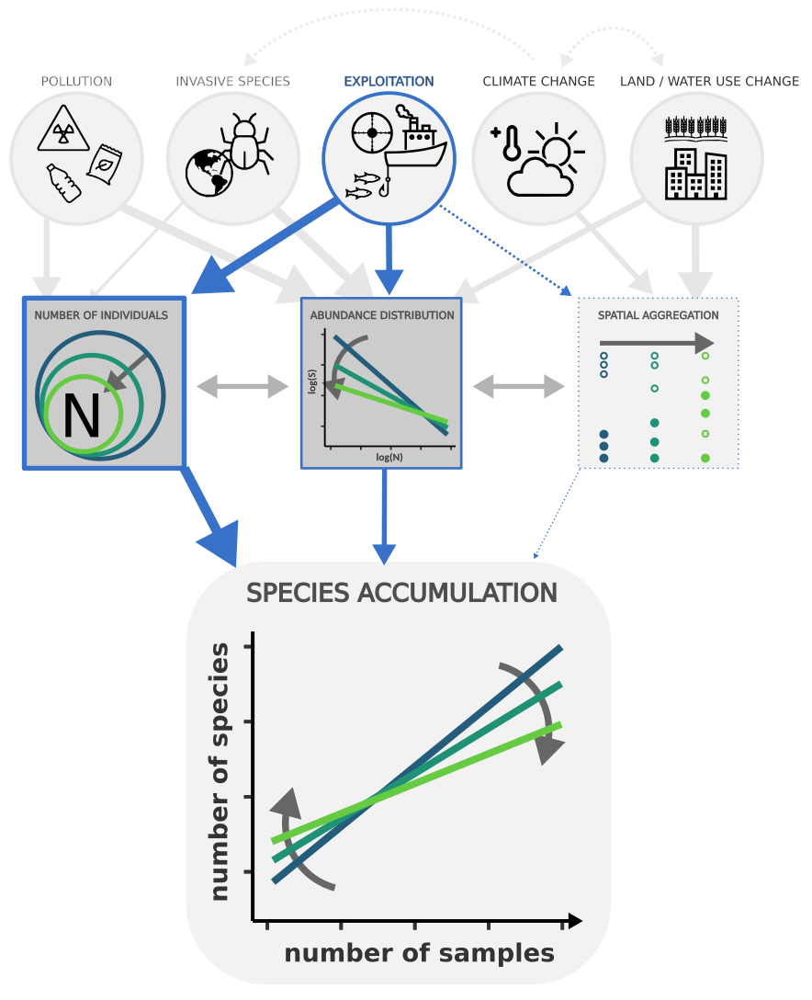 POLLUTION
INVASIVE SPECIES
EXPLOITATION
CLIMATE CHANGE
LAND / WATER USE CHANGE
NUMBER OF INDIVIDUALS
N
ABUNDANCE DISTRIBUTION
log(S)
log(N)
SPATIAL AGGREGATION
SPECIES ACCUMULATION
number of species
number of samples